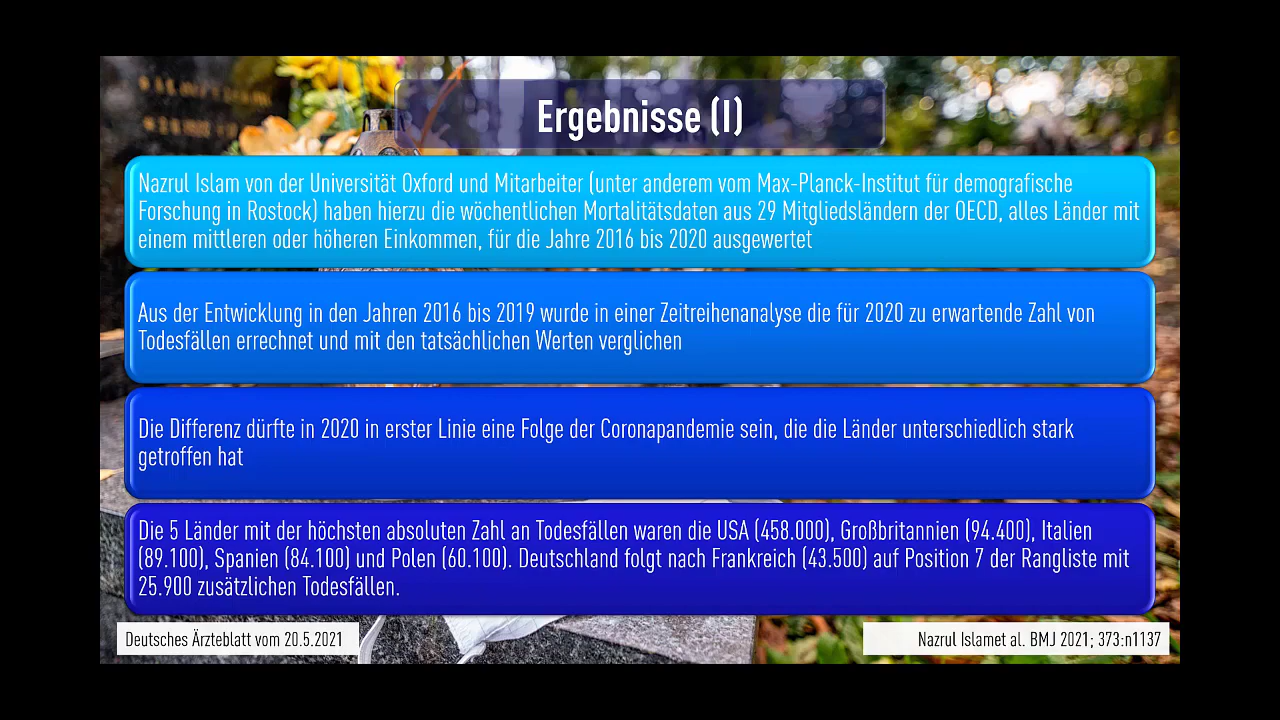 Ergebnisse (I)
Nazrul Islam von der Universität Oxford und Mitarbeiter (unter anderem vom Max-Planck-Institut für demografische
Forschung in Rostock) haben hierzu die wöchentlichen Mortalitätsdaten aus 29 Mitgliedsländern der OECD, alles Länder mit
einem mittleren oder höheren Einkommen, für die Jahre 2016 bis 2020 ausgewertet
Aus der Entwicklung in den Jahren 2016 bis 2019 wurde in einer Zeitreihenanalyse die für 2020 zu erwartende Zahl von
Todesfällen errechnet und mit den tatsächlichen Werten verglichen
Die Differenz dürfte in 2020 in erster Linie eine Folge der Coronapandemie sein, die die Länder unterschiedlich stark
getroffen hat
Die 5 Länder mit der höchsten absoluten Zahl an Todesfällen waren die USA (458.000), Großbritannien (94.400), Italien
(89.100), Spanien (84.100) und Polen (60.100). Deutschland folgt nach Frankreich (43.500) auf Position 7 der Rangliste mit
25.900 zusätzlichen Todesfällen.
Deutsches Ärzteblatt vom 20.5.2021
Nazrul Islamet al. BMJ 2021; 373:n1137